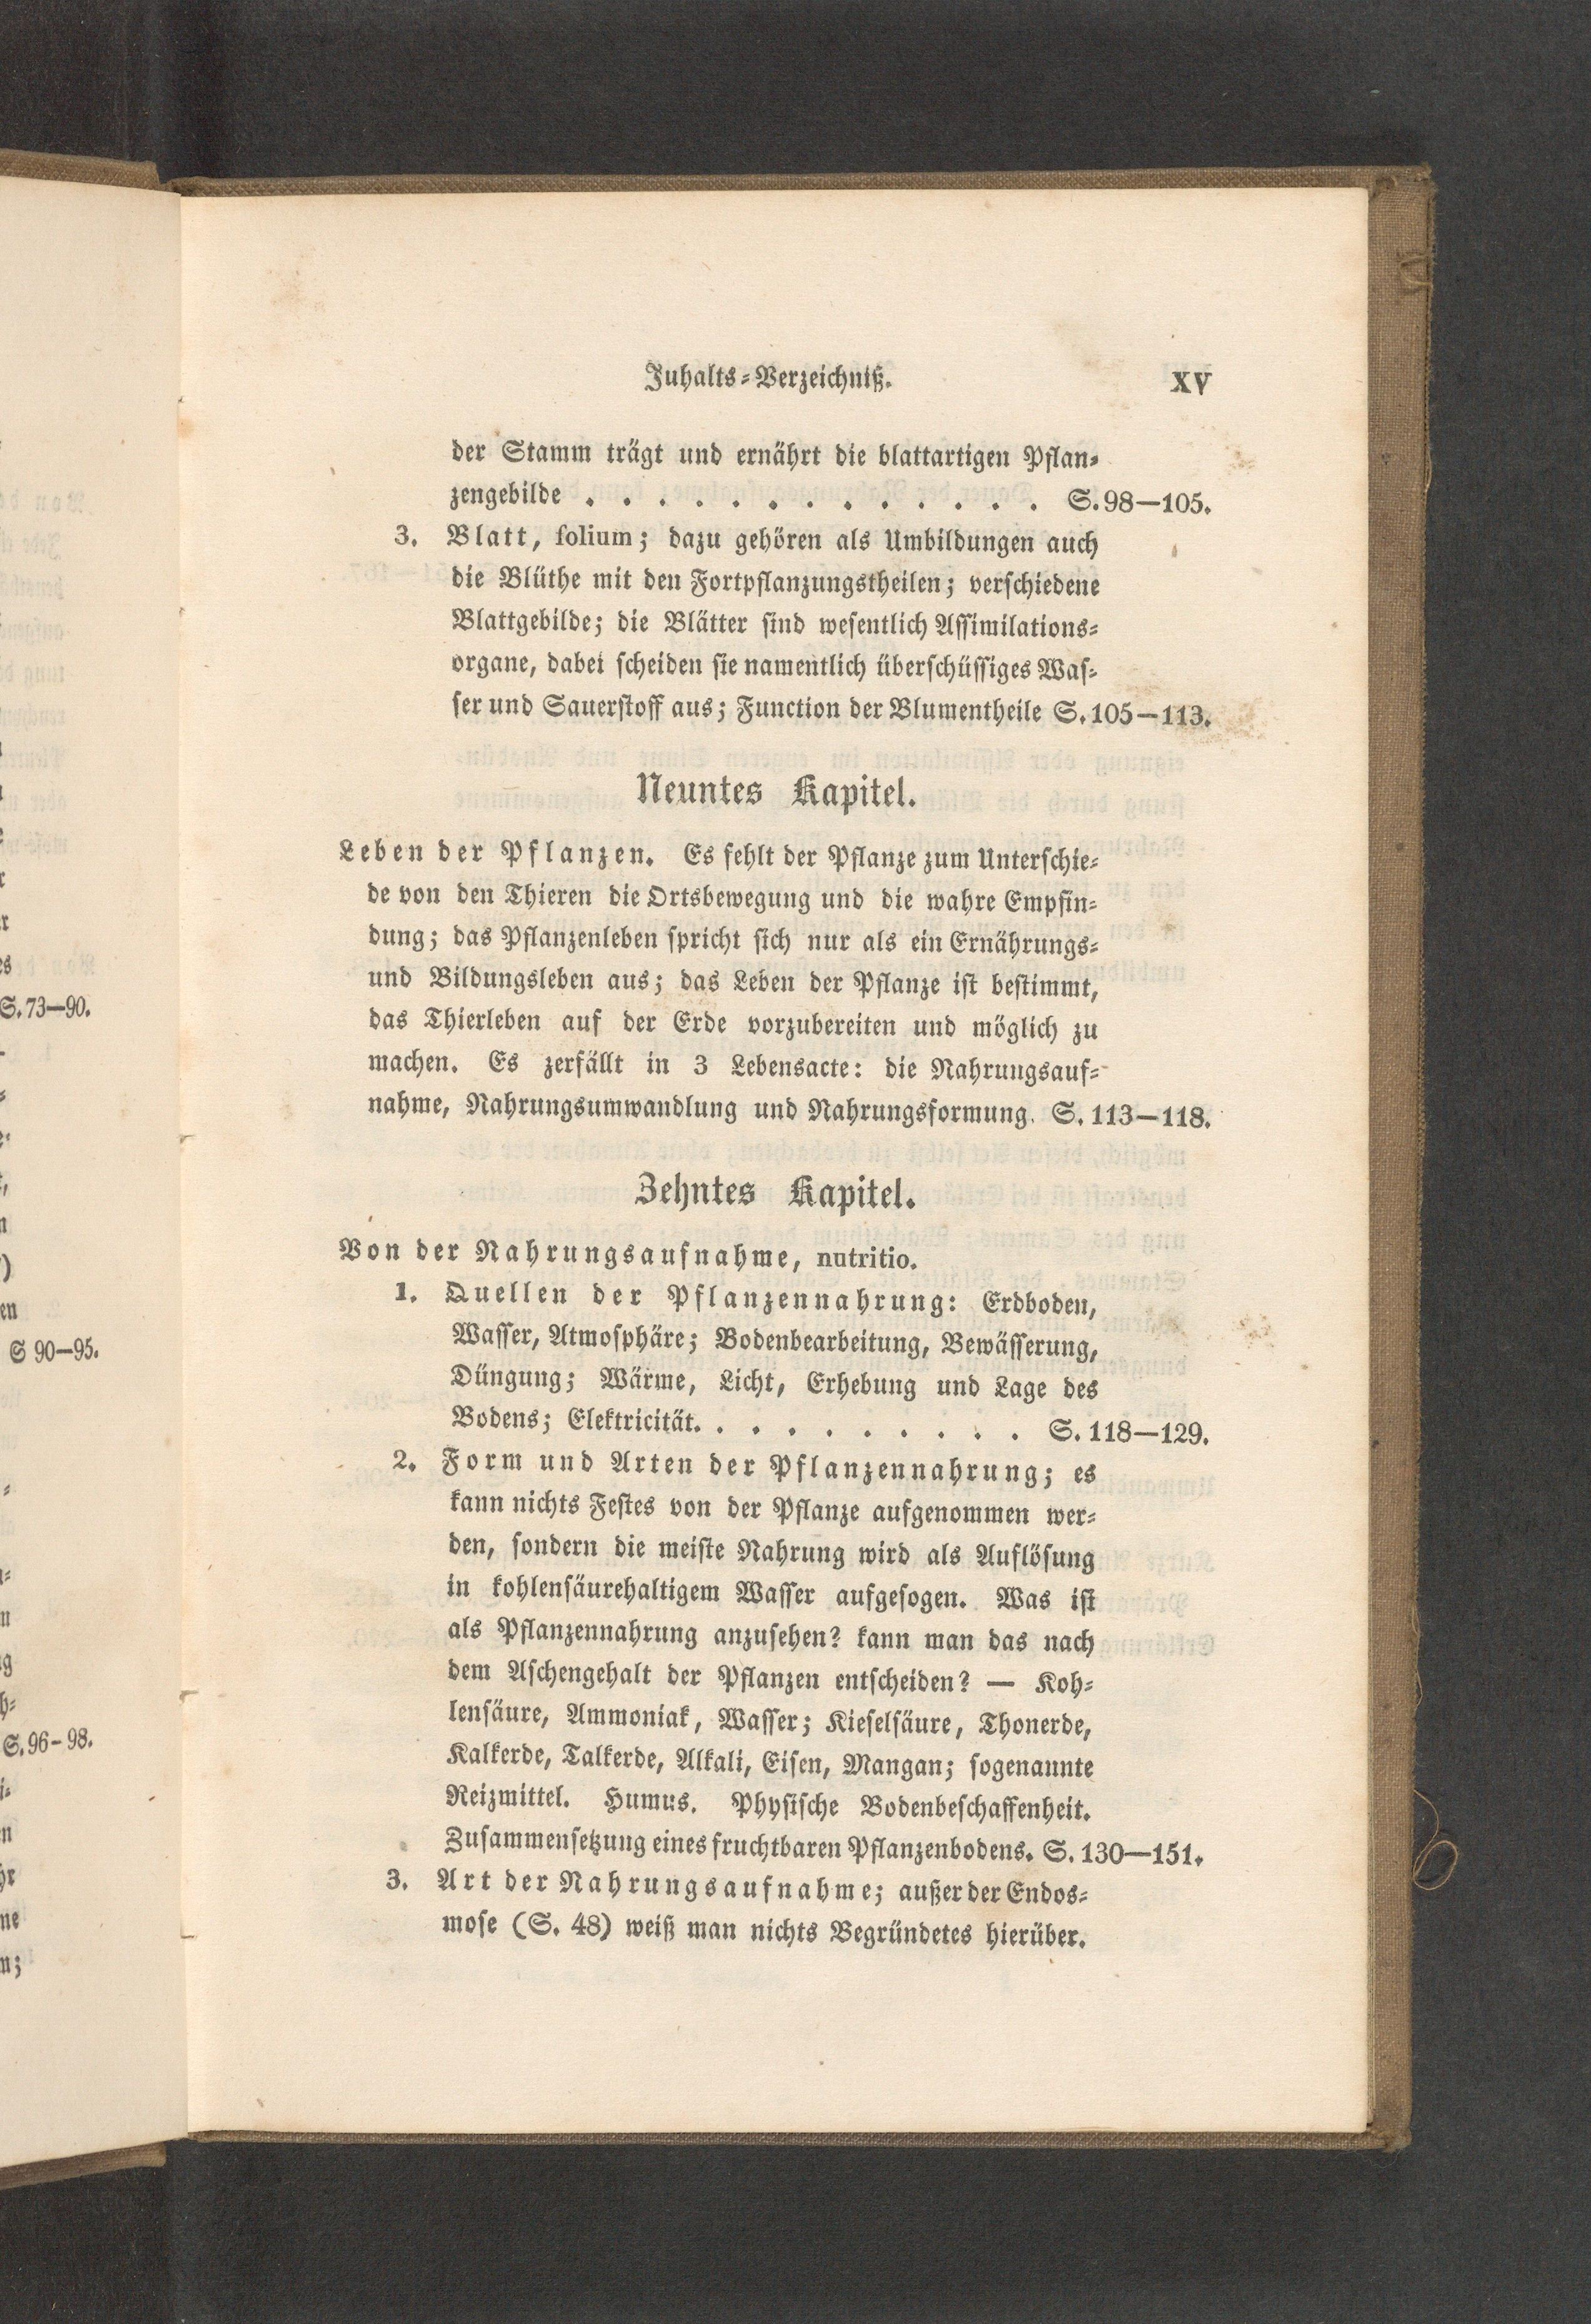 Inhalts-Verzeichniß. XV
der Stamm trägt und ernährt die blattartigen Pflan-
zengebilde . . . . . . . . . . . . . S. 98—105.
3. Blatt, folium; dazu gehören als Umbildungen auch
die Blüthe mit den Fortpflanzungstheilen; verschiedene
Blattgebilde; die Blätter sind wesentlich Assimilations-
organe, dabei scheiden sie namentlich überschüssiges Was-
ser und Sauerstoff aus; Function der Blumentheile S. 105—113.
Neuntes Kapitel.
Leben der Pflanzen. Es fehlt der Pflanze zum Unterschie-
de von den Thieren die Ortsbewegung und die wahre Empfin-
dung; das Pflanzenleben spricht sich nur als ein Ernährungs-
und Bildungsleben aus; das Leben der Pflanze ist bestimmt,
das Thierleben auf der Erde vorzubereiten und möglich zu
machen. Es zerfällt in 3 Lebensacte: die Nahrungsauf-
nahme, Nahrungsumwandlung und Nahrungsformung. S. 113—118.
Zehntes Kapitel.
Von der Nahrungsaufnahme, nutritio.
1. Quellen der Pflanzennahrung: Erdboden,
Wasser, Atmosphäre; Bodenbearbeitung, Bewässerung,
Düngung; Wärme, Licht, Erhebung und Lage des
Bodens; Elektricität. . . . . . . . . . S. 118—129.
2. Form und Arten der Pflanzennahrung; es
kann nichts Festes von der Pflanze aufgenommen wer-
den, sondern die meiste Nahrung wird als Auflösung
in kohlensäurehaltigem Wasser aufgesogen. Was ist
als Pflanzennahrung anzusehen? kann man das nach
dem Aschengehalt der Pflanzen entscheiden? — Koh-
lensäure, Ammoniak, Wasser; Kieselsäure, Thonerde,
Kalkerde, Talkerde, Alkali, Eisen, Mangan; sogenannte
Reizmittel. Humus. Physische Bodenbeschaffenheit.
Zusammensetzung eines fruchtbaren Pflanzenbodens. S. 130—151.
3. Art der Nahrungsaufnahme; außer der Endos-
mose (S. 48) weiß man nichts Begründetes hierüber.
S. 73—90.
S 90—95.
S. 96-98.